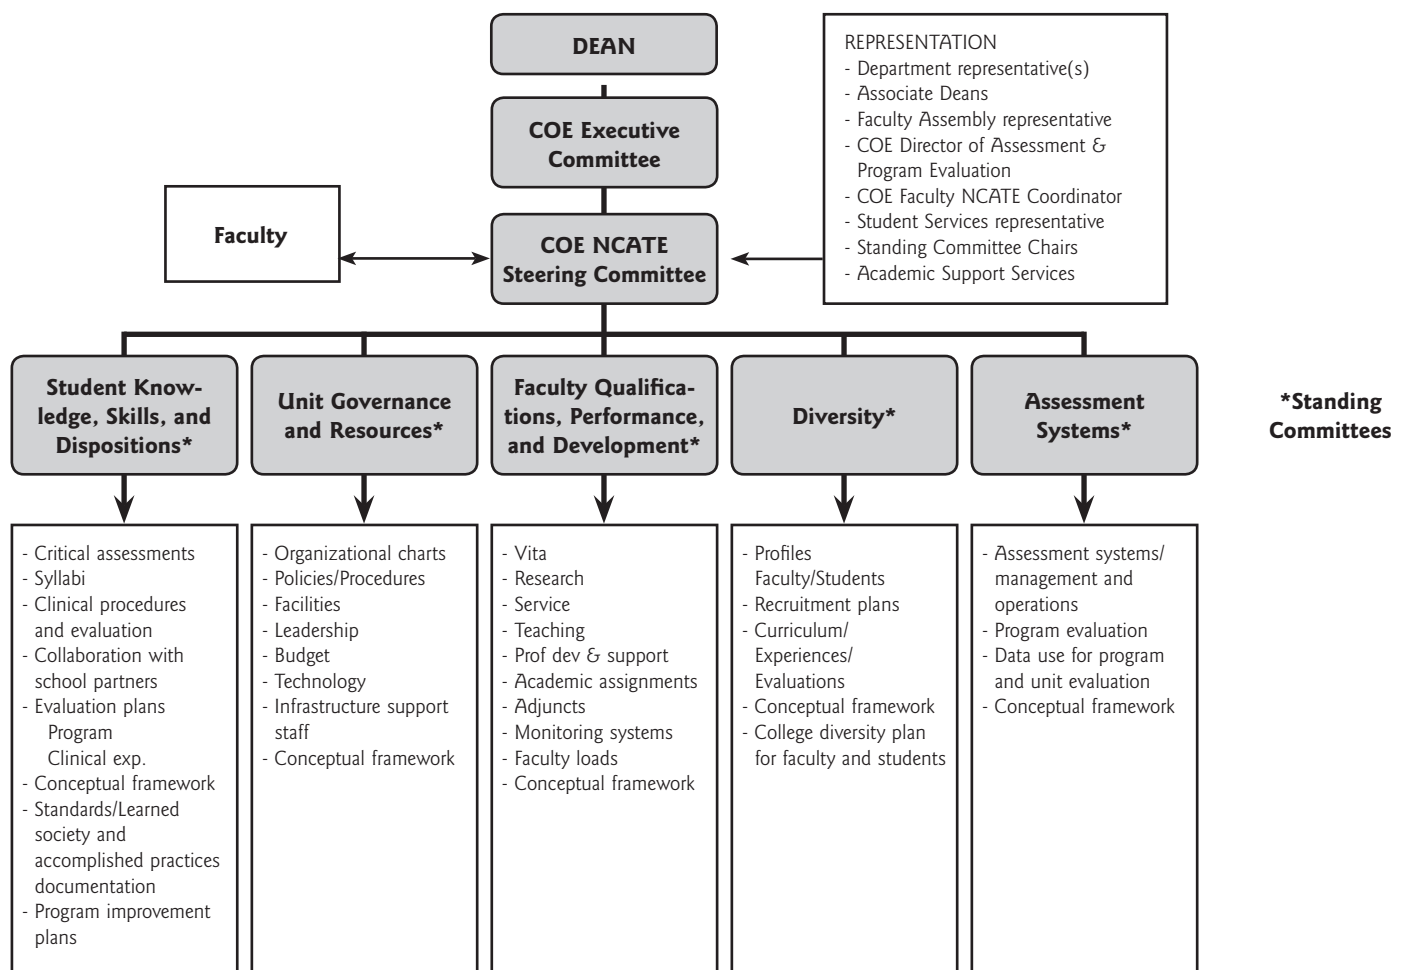 DEAN
REPRESENTATION
- Department representative(s)
- Associate Deans
- Faculty Assembly representative
- COE Director of Assessment &
Program Evaluation
- COE Faculty NCATE Coordinator
- Student Services representative
- Standing Committee Chairs
- Academic Support Services
COE Executive
Committee
Faculty
COE NCATE
Steering Committee
Student Know-
ledge, Skills, and
Dispositions*
Unit Governance
and Resources*
Faculty Qualifica-
tions, Performance,
and Development*
Diversity*
Assessment
Systems*
*Standing
Committees
- Critical assessments
- Syllabi
- Clinical procedures
and evaluation
- Collaboration with
school partners
- Evaluation plans
Program
Clinical exp.
- Conceptual framework
- Standards/Learned
society and
accomplished practices
documentation
- Program improvement
plans
- Organizational charts
- Policies/Procedures
- Facilities
- Leadership
- Budget
- Technology
- Infrastructure support
staff
- Conceptual framework
- Vita
- Research
- Service
- Teaching
- Prof dev & support
- Academic assignments
- Adjuncts
- Monitoring systems
- Faculty loads
- Conceptual framework
- Profiles
Faculty/Students
- Recruitment plans
- Curriculum/
Experiences/
Evaluations
- Conceptual framework
- College diversity plan
for faculty and students
- Assessment systems/
management and
operations
- Program evaluation
- Data use for program
and unit evaluation
- Conceptual framework